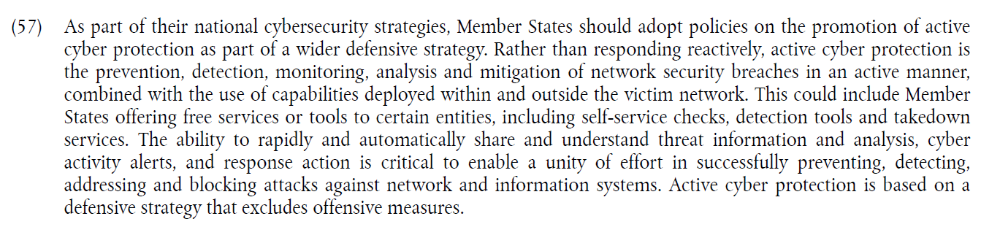 (57) As part of their national cybersecurity strategies, Member States should adopt policies on the promotion of active
cyber protection as part of a wider defensive strategy. Rather than responding reactively, active cyber protection is
the prevention, detection, monitoring, analysis and mitigation of network security breaches in an active manner,
combined with the use of capabilities deployed within and outside the victim network. This could include Member
States offering free services or tools to certain entities, including self-service checks, detection tools and takedown
services. The ability to rapidly and automatically share and understand threat information and analysis, cyber
activity alerts, and response action is critical to enable a unity of effort in successfully preventing, detecting,
addressing and blocking attacks against network and information systems. Active cyber protection is based on a
defensive strategy that excludes offensive measures.